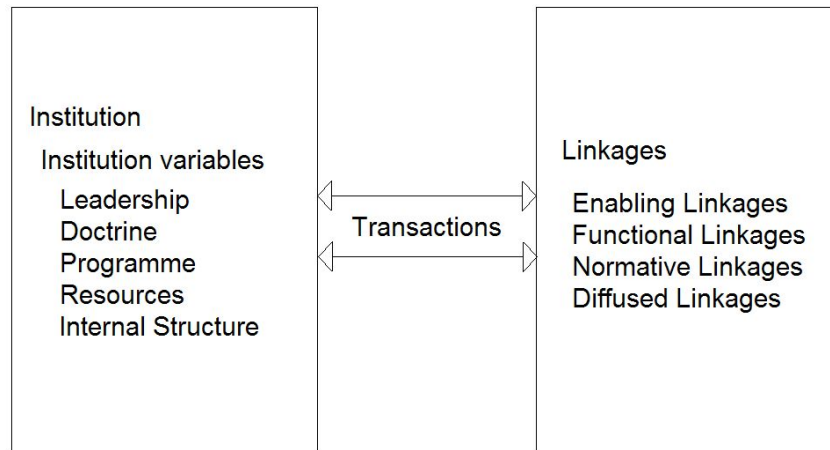 Institution
Institution variables
Leadership
Doctrine
Programme
Resources
Internal Structure
Transactions
Linkages
Enabling Linkages
Functional Linkages
Normative Linkages
Diffused Linkages